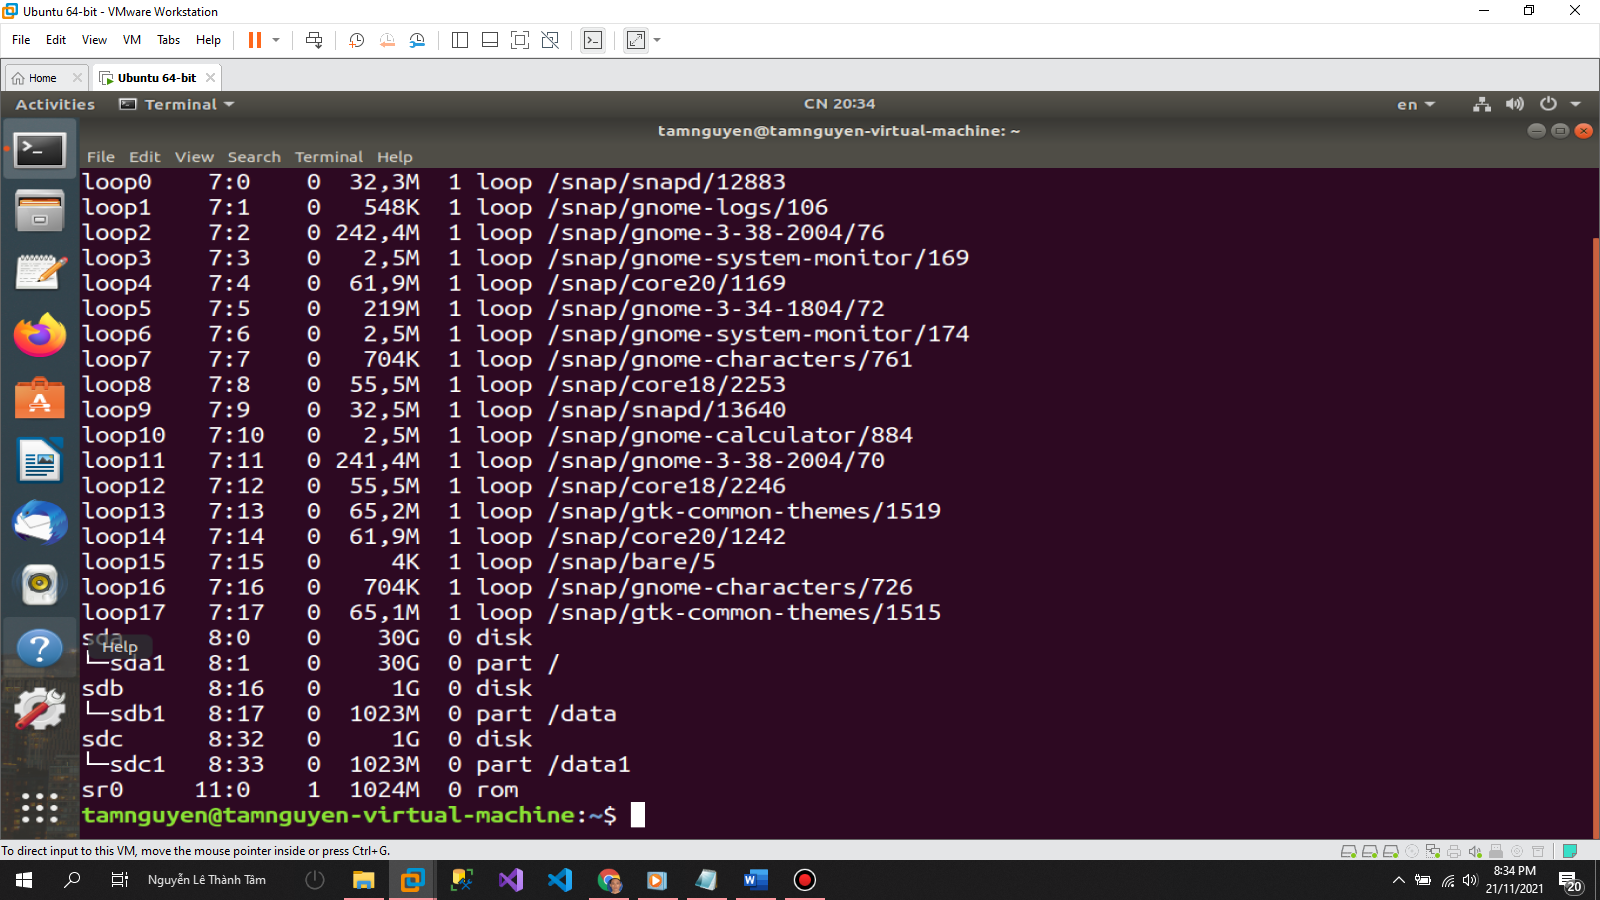 Ubuntu 64-bit - VMware Workstation
File Edit View VM Tabs Help
Home Ubuntu 64-bit
Activities Terminal CN 20:34 en
tamnguyen@tamnguyen-virtual-machine: ~
File Edit View Search Terminal Help
loop0 7:0 0 32,3M 1 loop /snap/snapd/12883
loop1 7:1 0 548K 1 loop /snap/gnome-logs/106
loop2 7:2 0 242,4M 1 loop /snap/gnome-3-38-2004/76
loop3 7:3 0 2,5M 1 loop /snap/gnome-system-monitor/169
loop4 7:4 0 61,9M 1 loop /snap/core20/1169
loop5 7:5 0 219M 1 loop /snap/gnome-3-34-1804/72
loop6 7:6 0 2,5M 1 loop /snap/gnome-system-monitor/174
loop7 7:7 0 704K 1 loop /snap/gnome-characters/761
loop8 7:8 0 55,5M 1 loop /snap/core18/2253
loop9 7:9 0 32,5M 1 loop /snap/snapd/13640
loop10 7:10 0 2,5M 1 loop /snap/gnome-calculator/884
loop11 7:11 0 241,4M 1 loop /snap/gnome-3-38-2004/70
loop12 7:12 0 55,5M 1 loop /snap/core18/2246
loop13 7:13 0 65,2M 1 loop /snap/gtk-common-themes/1519
loop14 7:14 0 61,9M 1 loop /snap/core20/1242
loop15 7:15 0 4K 1 loop /snap/bare/5
loop16 7:16 0 704K 1 loop /snap/gnome-characters/726
loop17 7:17 0 65,1M 1 loop /snap/gtk-common-themes/1515
sda 8:0 0 30G 0 disk
Help
└─sda1 8:1 0 30G 0 part /
sdb 8:16 0 1G 0 disk
└─sdb1 8:17 0 1023M 0 part /data
sdc 8:32 0 1G 0 disk
└─sdc1 8:33 0 1023M 0 part /data1
sr0 11:0 1 1024M 0 rom
tamnguyen@tamnguyen-virtual-machine:~$
To direct input to this VM, move the mouse pointer inside or press Ctrl+G.
Nguyễn Lê Thành Tâm
8:34 PM
21/11/2021
20